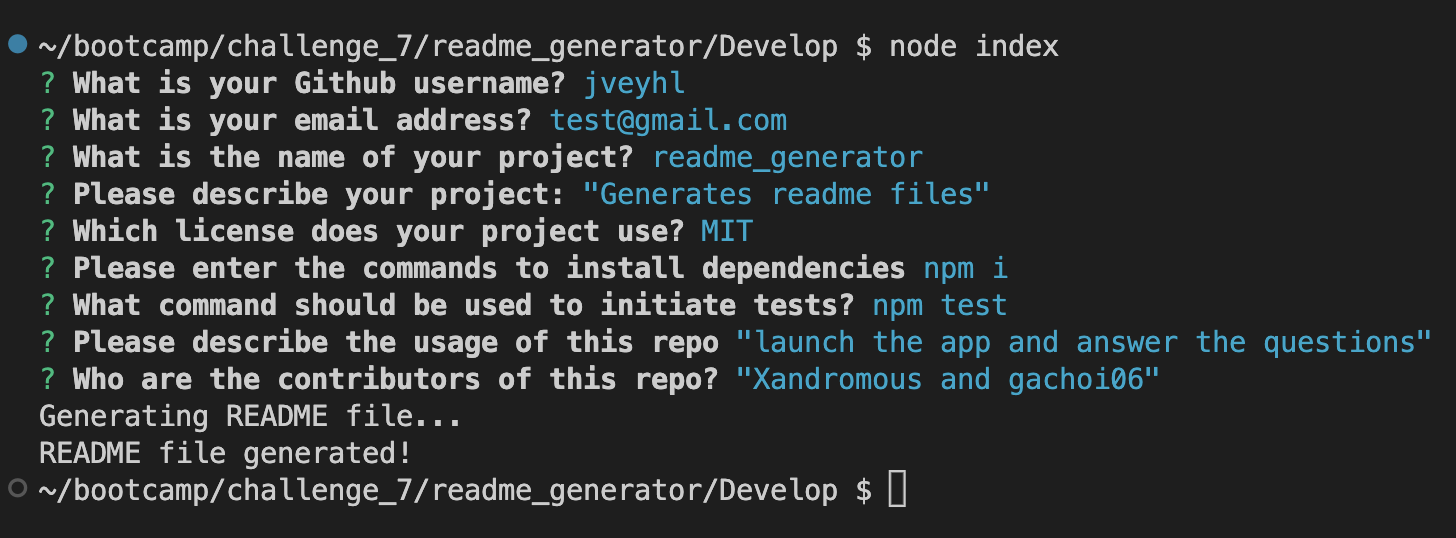 ~/bootcamp/challenge_7/readme_generator/Develop $ node index
? What is your Github username? jveyhl
? What is your email address? test@gmail.com
? What is the name of your project? readme_generator
? Please describe your project: "Generates readme files"
? Which license does your project use? MIT
? Please enter the commands to install dependencies npm i
? What command should be used to initiate tests? npm test
? Please describe the usage of this repo "launch the app and answer the questions"
? Who are the contributors of this repo? "Xandromous and gachoi06"
Generating README file...
README file generated!
~/bootcamp/challenge_7/readme_generator/Develop $